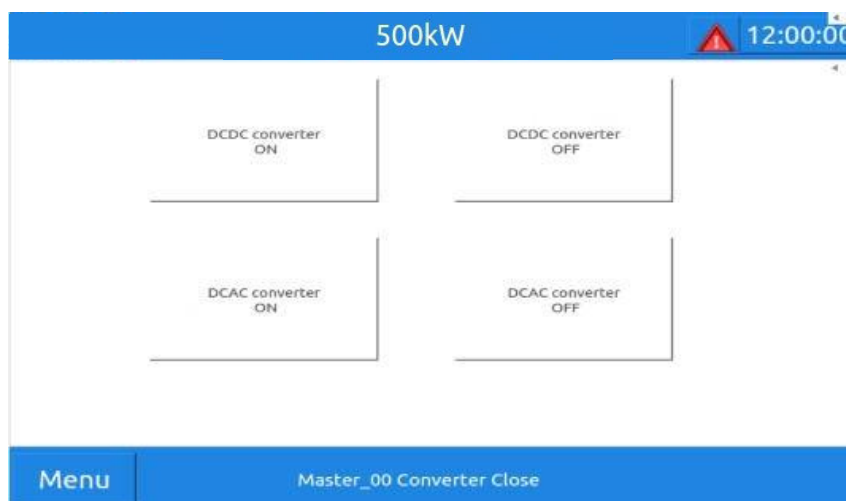 500kW
12:00:00
DCDC converter
ON
DCDC converter
OFF
DCAC converter
ON
DCAC converter
OFF
Menu
Master_00 Converter Close